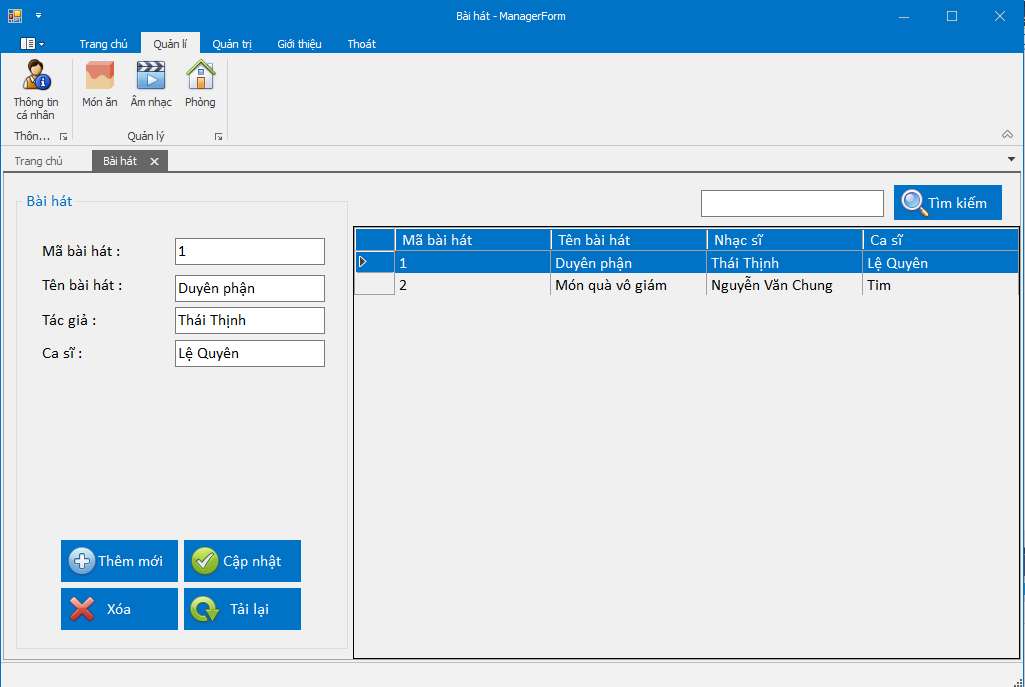 Bài hát - ManagerForm
Trang chủ Quản lí Quản trị Giới thiệu Thoát
Thông tin cá nhân
Món ăn Âm nhạc Phòng
Thôn... Quản lý
Trang chủ Bài hát
Bài hát
Tìm kiếm
Mã bài hát : 1
Tên bài hát : Duyên phận
Tác giả : Thái Thịnh
Ca sĩ : Lệ Quyên
Mã bài hát Tên bài hát Nhạc sĩ Ca sĩ
1 Duyên phận Thái Thịnh Lệ Quyên
2 Món quà vô giám Nguyễn Văn Chung Tim
Thêm mới Cập nhật
Xóa Tải lại